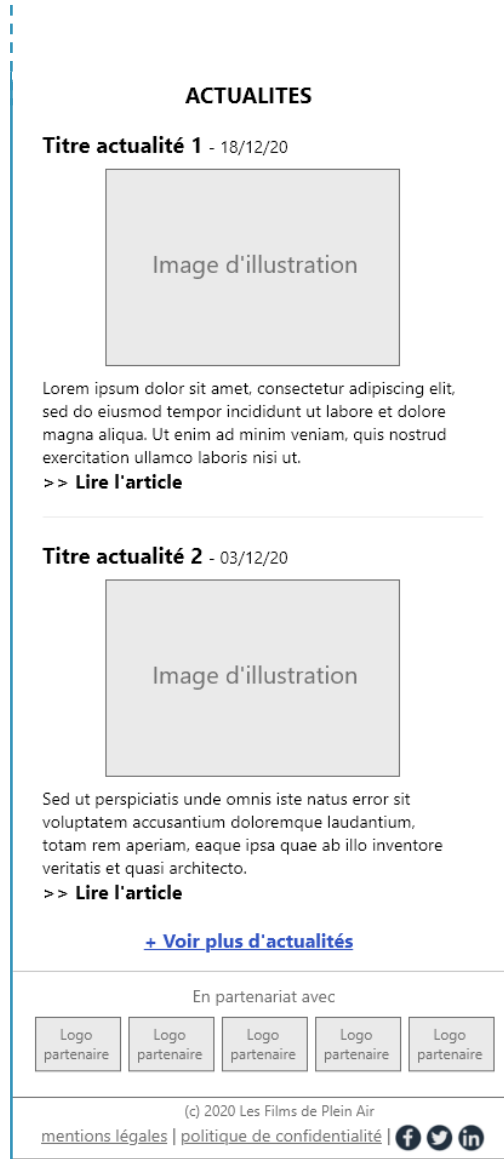 ACTUALITES
Titre actualité 1 - 18/12/20
Image d'illustration
Lorem ipsum dolor sit amet, consectetur adipiscing elit,
sed do eiusmod tempor incididunt ut labore et dolore
magna aliqua. Ut enim ad minim veniam, quis nostrud
exercitation ullamco laboris nisi ut.
>> Lire l'article
Titre actualité 2 - 03/12/20
Image d'illustration
Sed ut perspiciatis unde omnis iste natus error sit
voluptatem accusantium doloremque laudantium,
totam rem aperiam, eaque ipsa quae ab illo inventore
veritatis et quasi architecto.
>> Lire l'article
+ Voir plus d'actualités
En partenariat avec
Logo partenaire
Logo partenaire
Logo partenaire
Logo partenaire
Logo partenaire
(c) 2020 Les Films de Plein Air
mentions légales | politique de confidentialité | f in